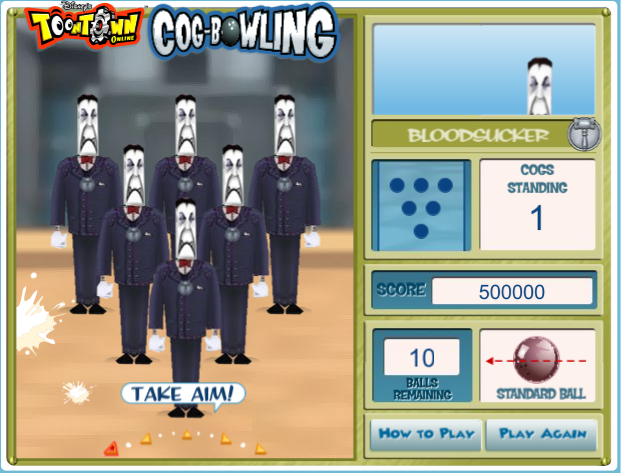 Disney's
TOONTOWN
ONLINE
COG-BOWLING
BLOODSUCKER
COGS
STANDING
1
SCORE 500000
10
BALLS
REMAINING
STANDARD BALL
TAKE AIM!
HOW TO PLAY
PLAY AGAIN